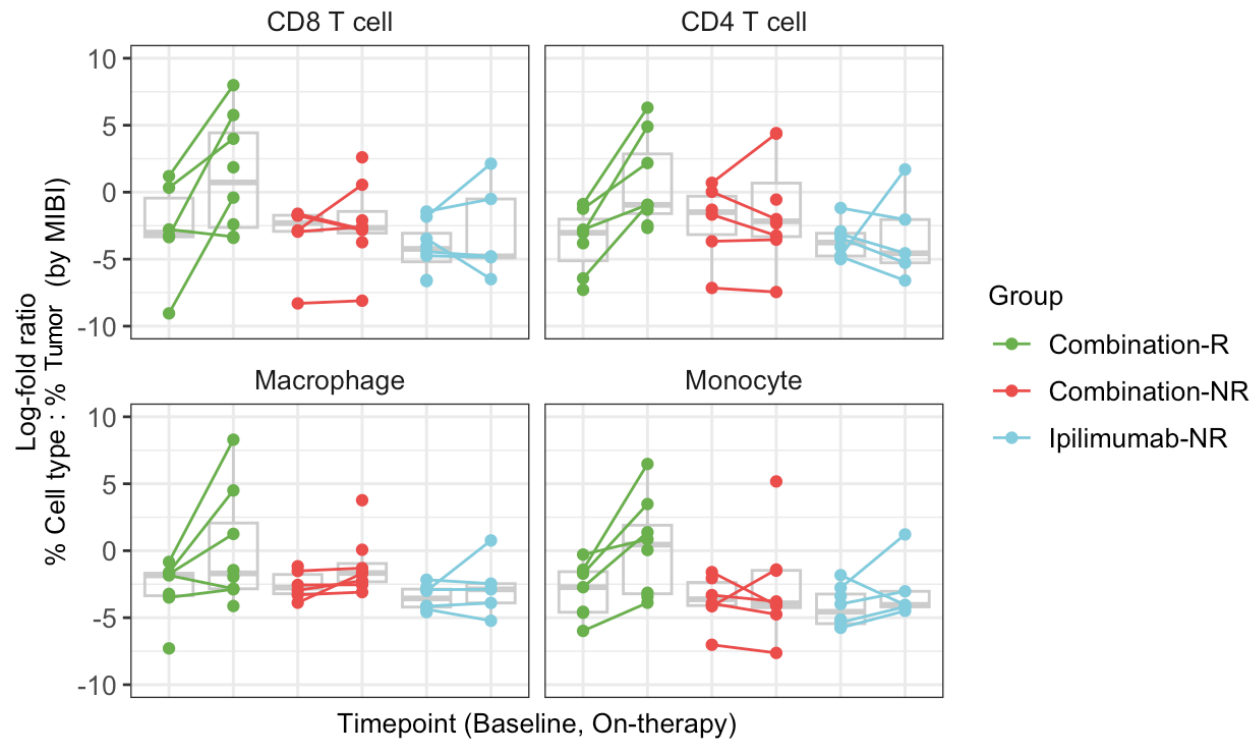 CD8 T cell
CD4 T cell
10
5
0
-5
-10
Macrophage
Monocyte
10
5
0
-5
-10
Log-fold ratio
% Cell type : % Tumor (by MIBI)
Timepoint (Baseline, On-therapy)
Group
Combination-R
Combination-NR
Ipilimumab-NR